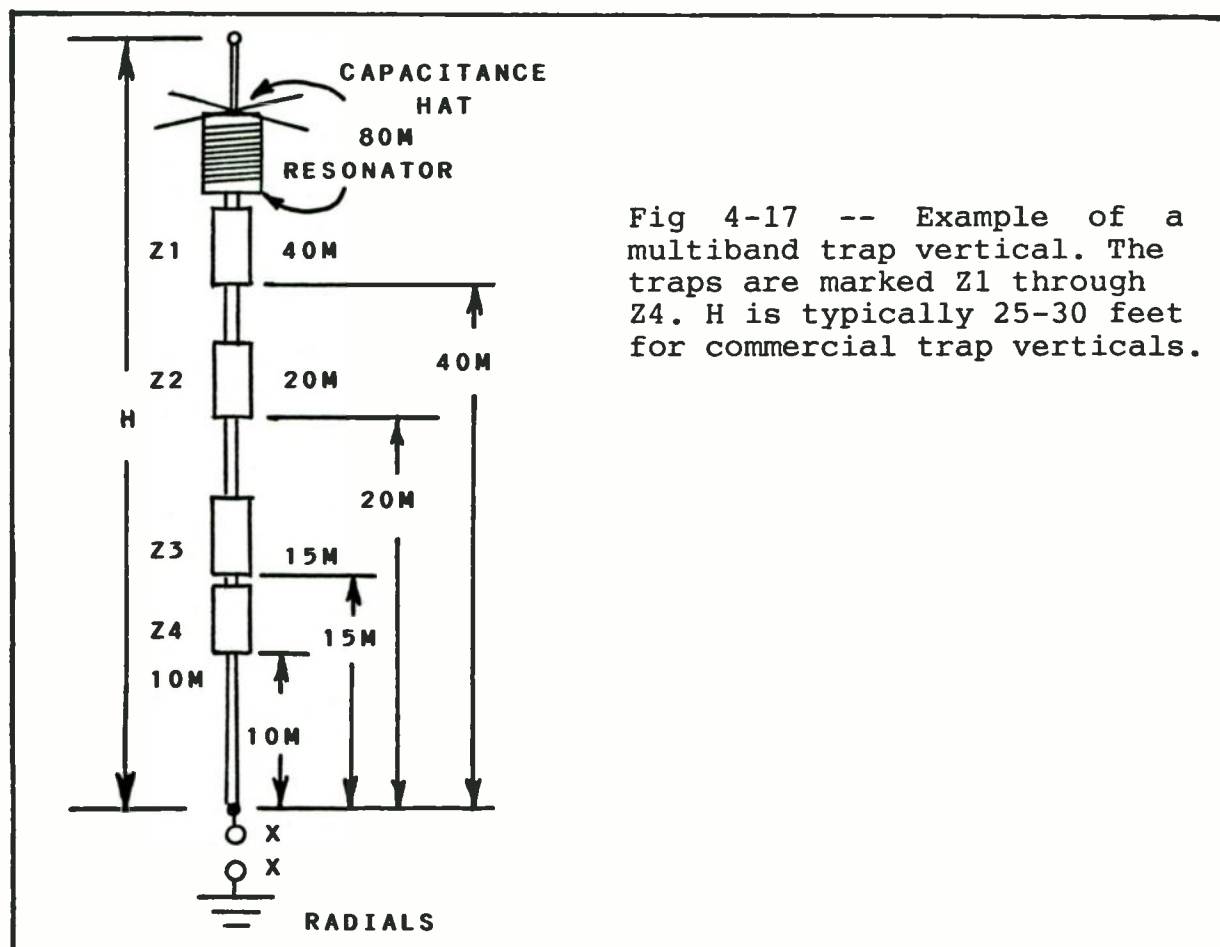 CAPACITANCE
HAT
80M
RESONATOR
Z1 40M
40M
Z2 20M
H
20M
Z3 15M
15M
Z4
10M
10M
X
X
RADIALS
Fig 4-17 -- Example of a
multiband trap vertical. The
traps are marked Z1 through
Z4. H is typically 25-30 feet
for commercial trap verticals.